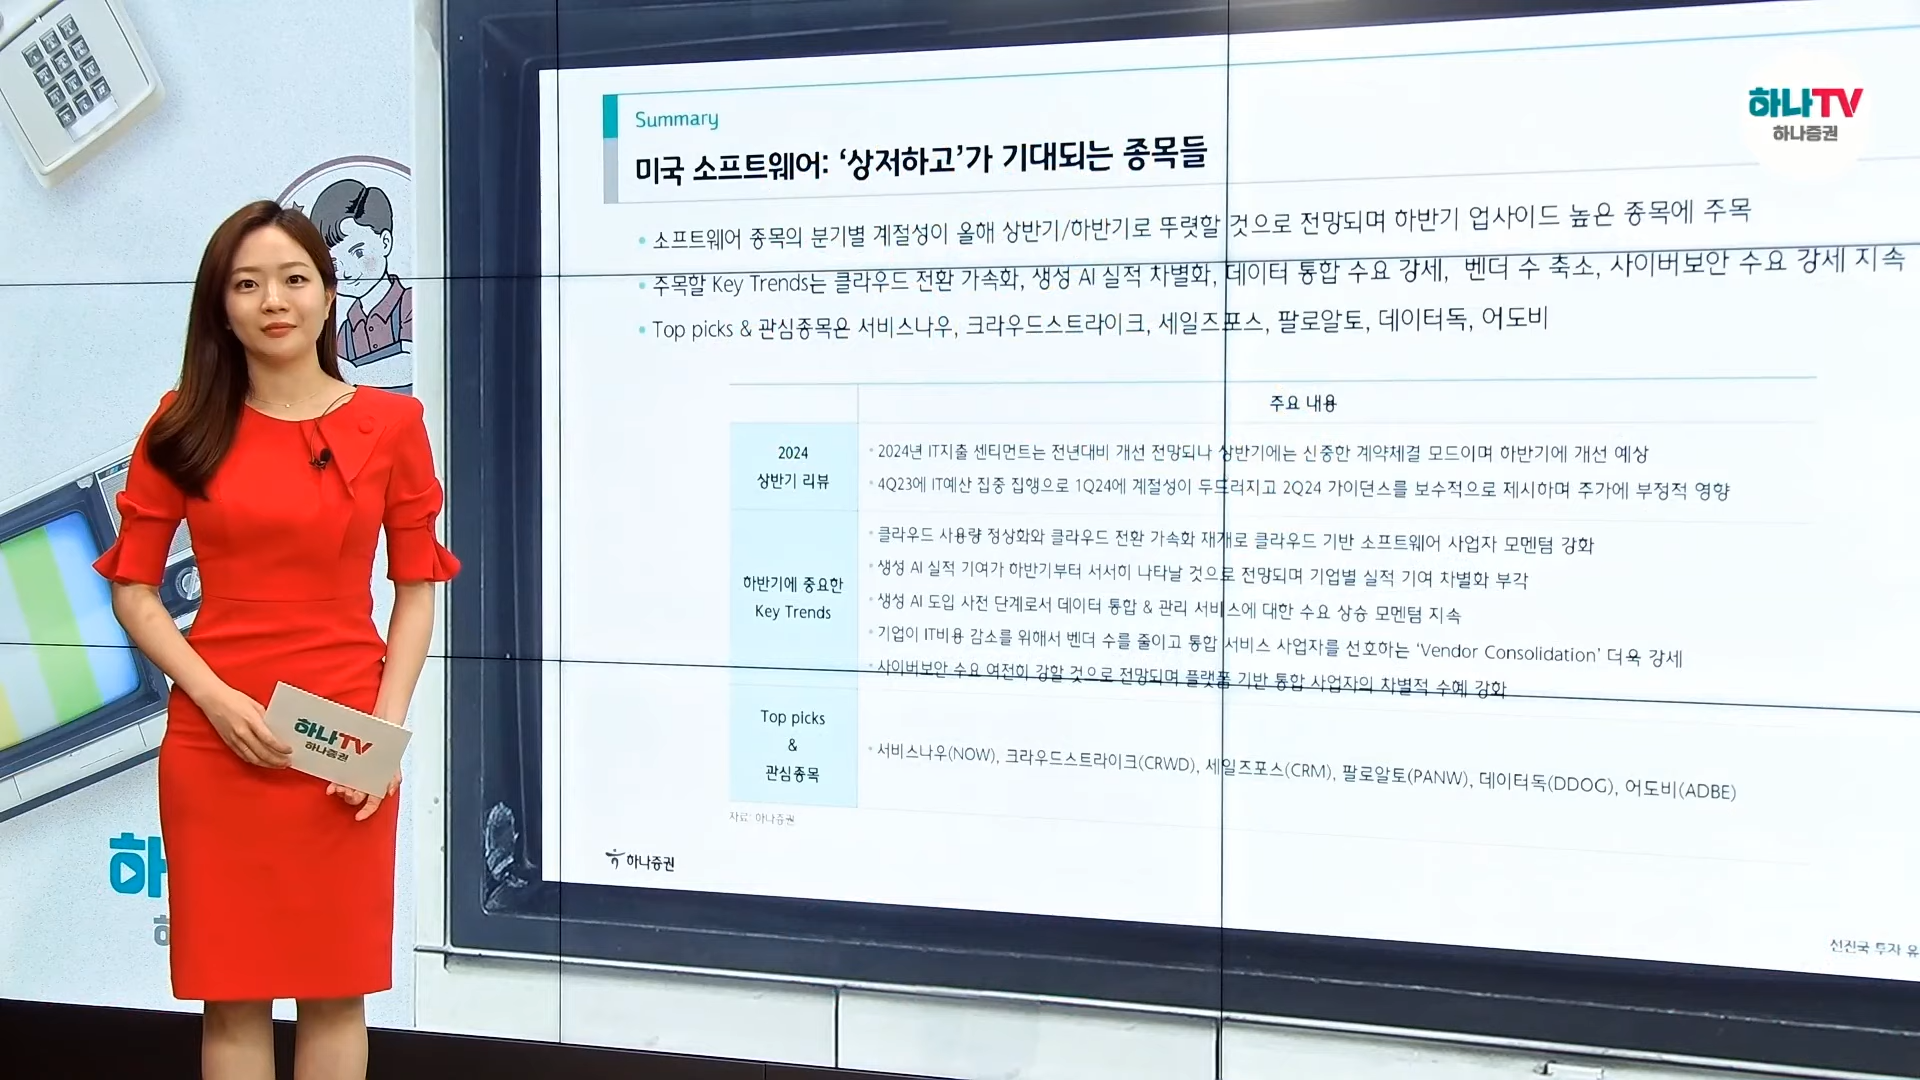 하나TV
하나증권
Summary
미국 소프트웨어: ‘상저하고’가 기대되는 종목들
• 소프트웨어 종목의 분기별 계절성이 올해 상반기/하반기로 뚜렷할 것으로 전망되며 하반기 업사이드 높은 종목에 주목
• 주목할 Key Trends는 클라우드 전환 가속화, 생성 AI 실적 차별화, 데이터 통합 수요 강세, 벤더 수 축소, 사이버보안 수요 강세 지속
• Top picks & 관심종목은 서비스나우, 크라우드스트라이크, 세일즈포스, 팔로알토, 데이터독, 어도비
주요 내용
2024
상반기 리뷰
• 2024년 IT지출 센티먼트는 전년대비 개선 전망되나 상반기에는 신중한 계약체결 모드이며 하반기에 개선 예상
• 4Q23에 IT예산 집중 집행으로 1Q24에 계절성이 두드러지고 2Q24 가이던스를 보수적으로 제시하며 주가에 부정적 영향
하반기에 중요한
Key Trends
• 클라우드 사용량 정상화와 클라우드 전환 가속화 재개로 클라우드 기반 소프트웨어 사업자 모멘텀 강화
• 생성 AI 실적 기여가 하반기부터 서서히 나타날 것으로 전망되며 기업별 실적 기여 차별화 부각
• 생성 AI 도입 사전 단계로서 데이터 통합 & 관리 서비스에 대한 수요 상승 모멘텀 지속
• 기업이 IT비용 감소를 위해서 벤더 수를 줄이고 통합 서비스 사업자를 선호하는 ‘Vendor Consolidation’ 더욱 강세
• 사이버보안 수요 여전히 강할 것으로 전망되며 플랫폼 기반 통합 사업자의 차별적 수혜 강화
Top picks
&
관심종목
• 서비스나우(NOW), 크라우드스트라이크(CRWD), 세일즈포스(CRM), 팔로알토(PANW), 데이터독(DDOG), 어도비(ADBE)
자료: 하나증권
하나증권
신진국 투자 유
하나TV
하나증권
하
하